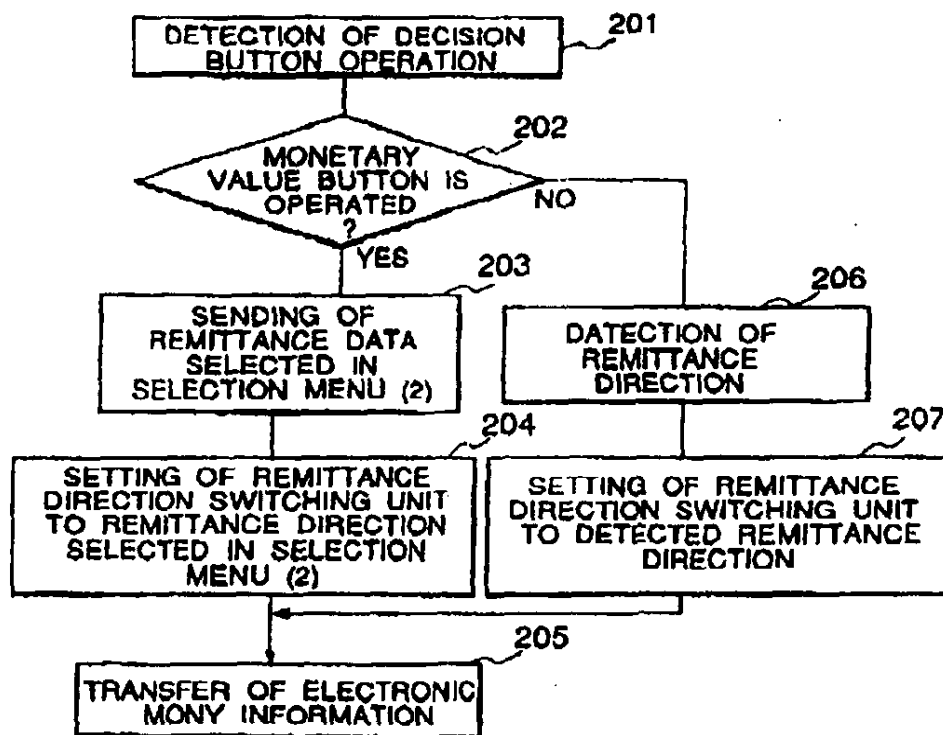 DETECTION OF DECISION
BUTTON OPERATION
201
202
MONETARY
VALUE BUTTON IS
OPERATED
?
NO
YES
203
SENDING OF
REMITTANCE DATA
SELECTED IN
SELECTION MENU (2)
206
DATECTION OF
REMITTANCE
DIRECTION
204
SETTING OF REMITTANCE
DIRECTION SWITCHING UNIT
TO REMITTANCE DIRECTION
SELECTED IN SELECTION
MENU (2)
207
SETTING OF REMITTANCE
DIRECTION SWITCHING UNIT
TO DETECTED REMITTANCE
DIRECTION
205
TRANSFER OF ELECTRONIC
MONY INFORMATION